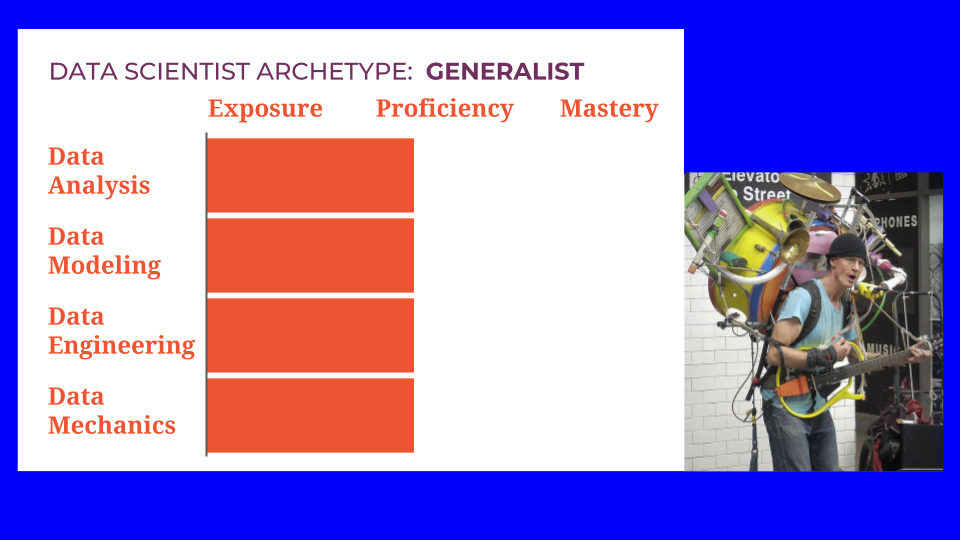 DATA SCIENTIST ARCHETYPE: GENERALIST
Exposure Proficiency Mastery
Data
Analysis
Data
Modeling
Data
Engineering
Data
Mechanics
Elevato
Street
PHONES
MUSIC